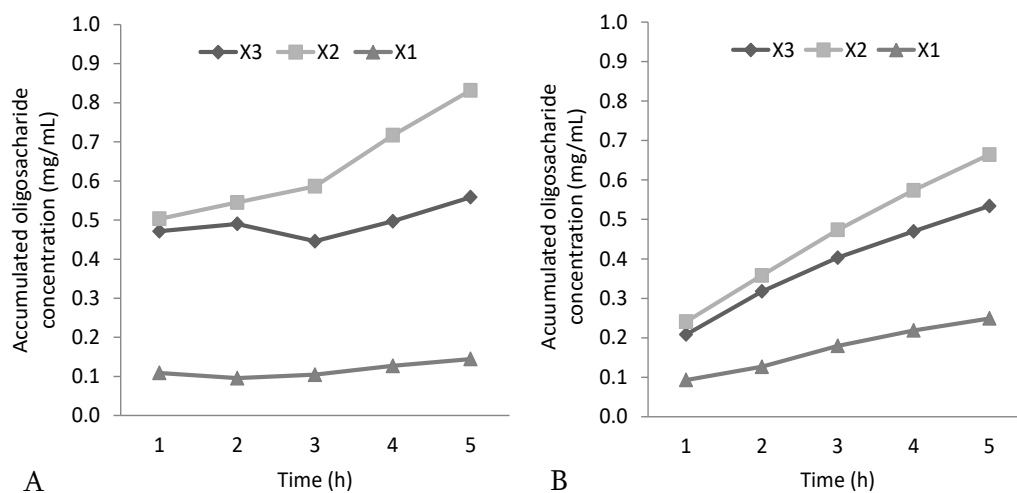 Accumulated oligosacharide
concentration (mg/mL)
1.0
0.9
0.8
0.7
0.6
0.5
0.4
0.3
0.2
0.1
0.0
X3 X2 X1
1 2 3 4 5
Time (h)
A
Acuumulated oligosacharide
concentration (mg/mL)
1.0
0.9
0.8
0.7
0.6
0.5
0.4
0.3
0.2
0.1
0.0
X3 X2 X1
1 2 3 4 5
Time (h)
B